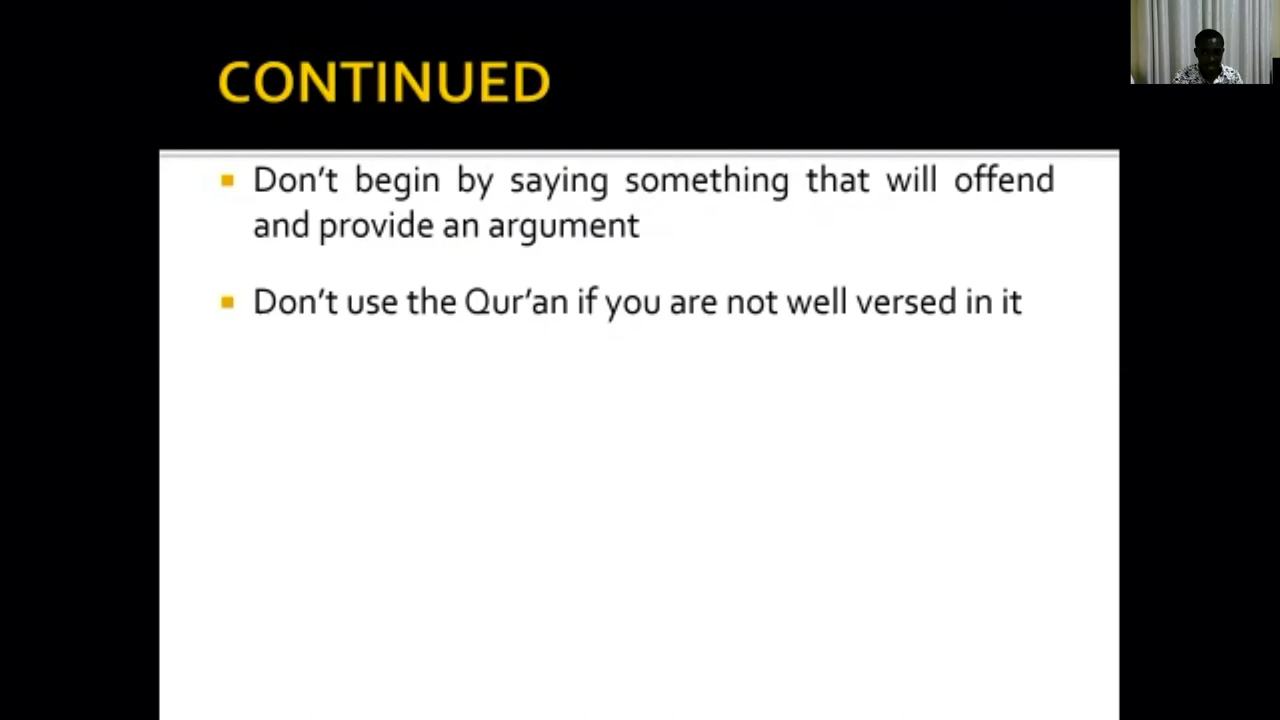 CONTINUED
Don't begin by saying something that will offend
and provide an argument
Don't use the Qur'an if you are not well versed in it